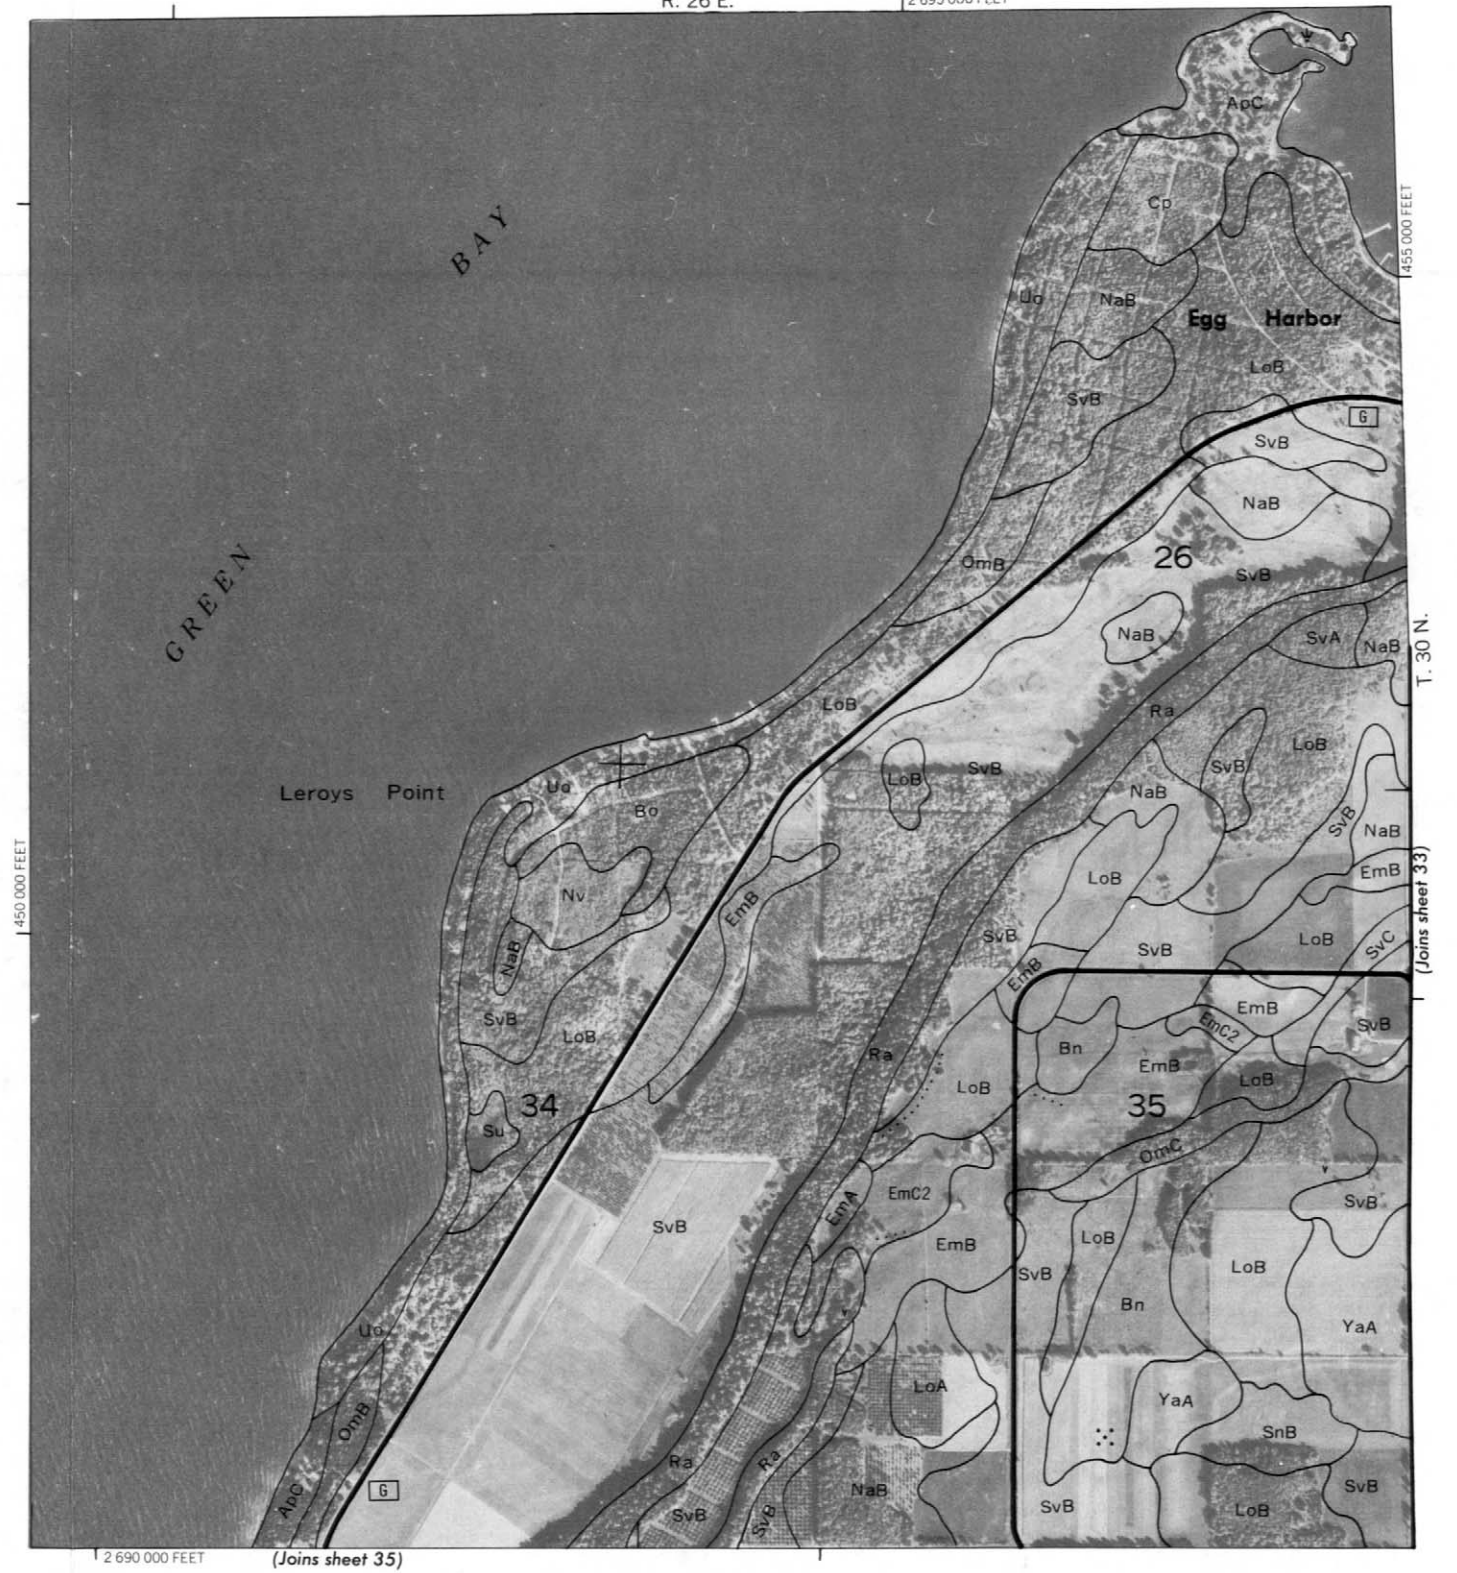 R. 26 E.
2 695 000 FEET
ApC
Cp
455 000 FEET
BAY
Uo
NaB
Egg Harbor
LoB
SvB
G
SvB
NaB
26
OmB
SvB
GREEN
NaB
SvA
NaB
T. 30 N.
LoB
Ra
LoB
SvB
LoB
SvB
Leroys Point
Uo
Bo
NaB
SvB
NaB
EmB
LoB
Nv
EmB
450 000 FEET
(Joins sheet 33)
SvB
SvB
LoB
SvC
NaB
EmB
EmB
SvB
LoB
EmC2
SvB
Ra
Bn
EmB
LoB
LoB
34
35
Su
OmC
EmC2
EmA
SvB
SvB
EmB
LoB
SvB
LoB
Bn
YaA
Uo
LoA
YaA
OmB
SnB
Ra
Ra
ApC
G
NaB
SvB
SvB
SvB
SvB
LoB
2 690 000 FEET
(Joins sheet 35)